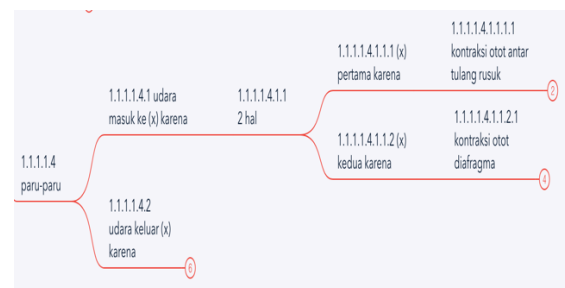 1.1.1.1.4
paru-paru
1.1.1.1.4.1 udara
masuk ke (x) karena
1.1.1.1.4.1.1
2 hal
1.1.1.1.4.1.1.1 (x)
pertama karena
1.1.1.1.4.1.1.1.1
kontraksi otot antar
tulang rusuk
2
1.1.1.1.4.1.1.2 (x)
kedua karena
1.1.1.1.4.1.1.2.1
kontraksi otot
diafragma
4
1.1.1.1.4.2
udara keluar (x)
karena
6